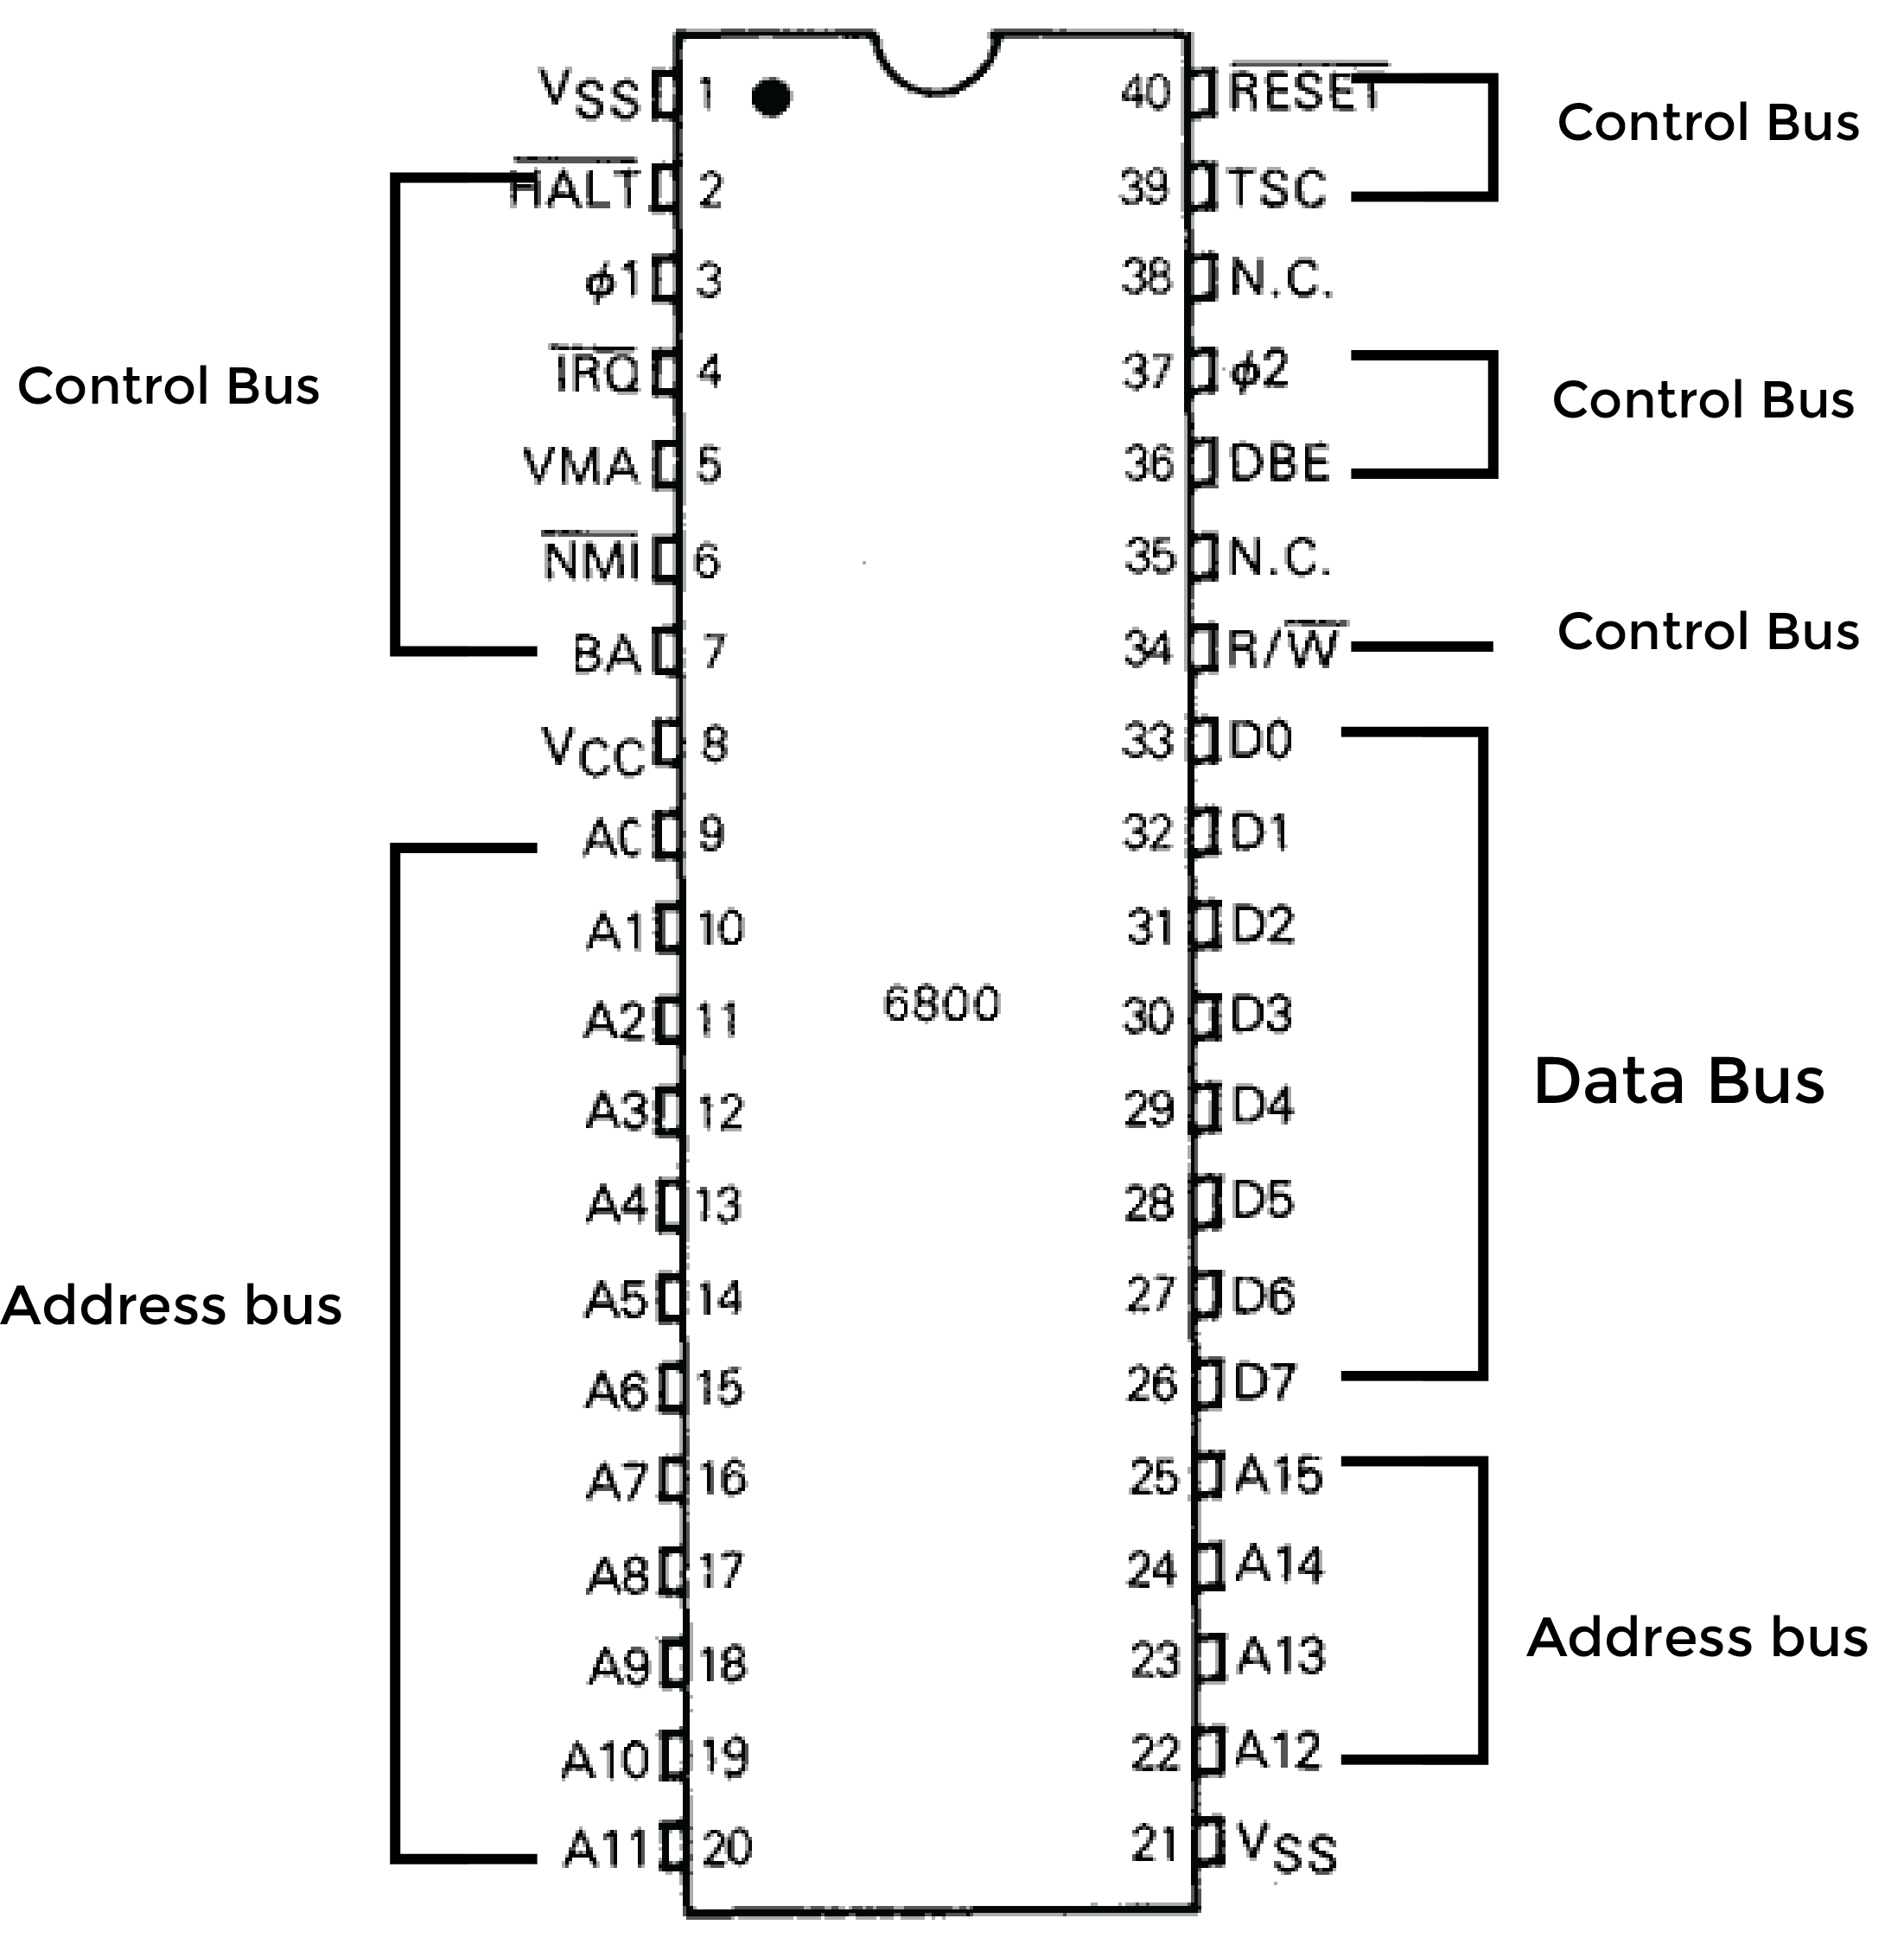 VSS 1 40 RESET
Control Bus
HALT 2 39 TSC
ϕ1 3 38 N.C.
Control Bus
IRQ 4 37 ϕ2
Control Bus
VMA 5 36 DBE
NMI 6 35 N.C.
BA 7 34 R/W
Control Bus
VCC 8 33 D0
A0 9 32 D1
A1 10 31 D2
6800
A2 11 30 D3
Data Bus
A3 12 29 D4
A4 13 28 D5
Address bus
A5 14 27 D6
A6 15 26 D7
A7 16 25 A15
A8 17 24 A14
Address bus
A9 18 23 A13
A10 19 22 A12
A11 20 21 VSS